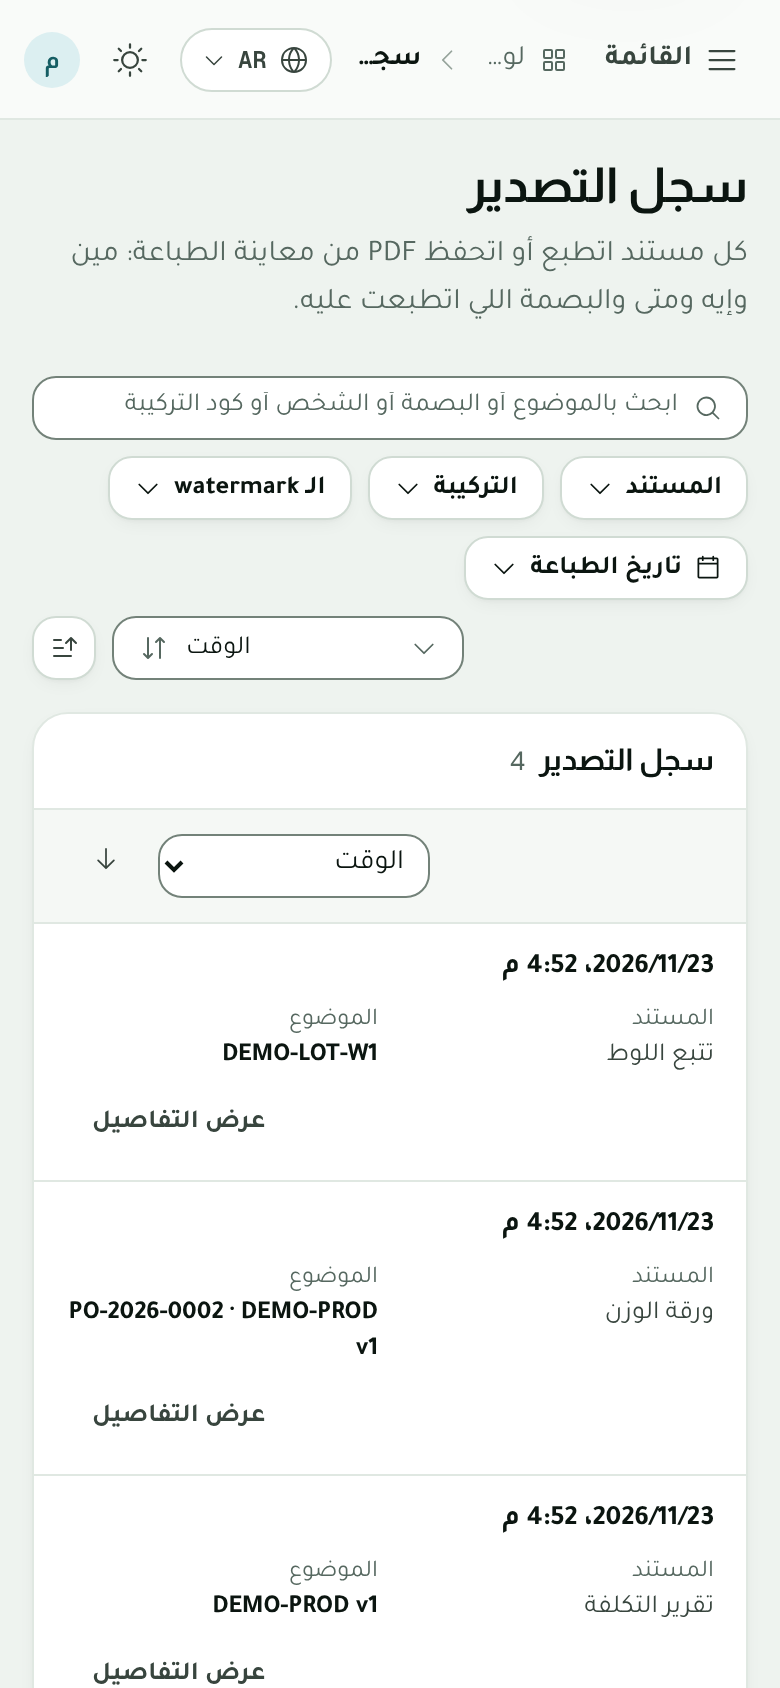 القائمة
لو...
سجـ...
AR
م
سجل التصدير
كل مستند اتطبع أو اتحفظ PDF من معاينة الطباعة: مين
وإيه ومتى والبصمة اللي اتطبعت عليه.
ابحث بالموضوع أو البصمة أو الشخص أو كود التركيبة
المستند
التركيبة
الـ watermark
تاريخ الطباعة
الوقت
سجل التصدير 4
الوقت
2026/11/23، 4:52 م
المستند
تتبع اللوط
الموضوع
DEMO-LOT-W1
عرض التفاصيل
2026/11/23، 4:52 م
المستند
ورقة الوزن
الموضوع
PO-2026-0002 · DEMO-PROD
v1
عرض التفاصيل
2026/11/23، 4:52 م
المستند
تقرير التكلفة
الموضوع
DEMO-PROD v1
عرض التفاصيل